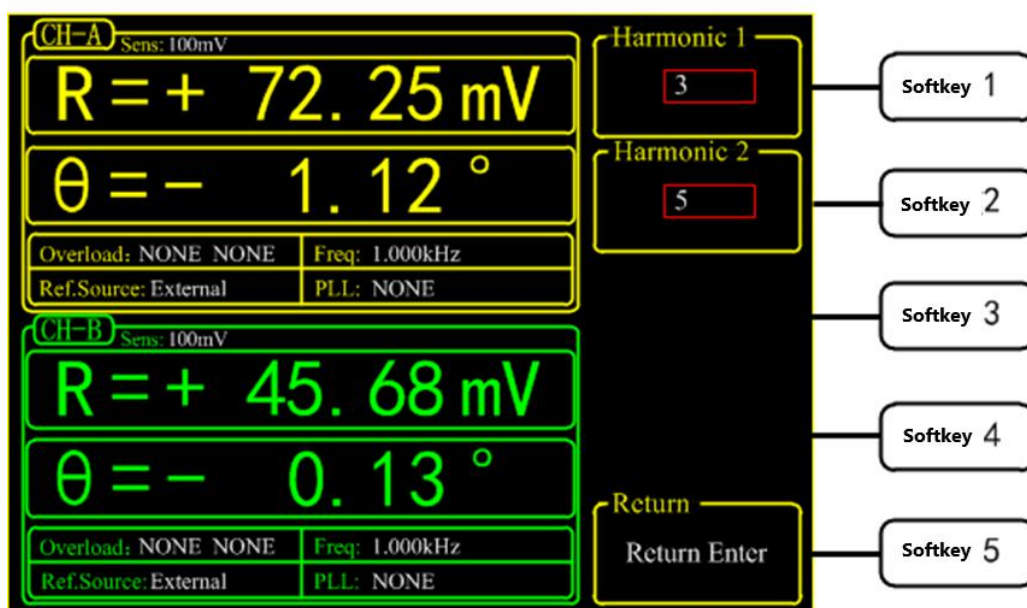 CH-A Sens: 100mV
R=+ 72.25 mV
θ=- 1.12 °
Overload: NONE NONE Freq: 1.000kHz
Ref.Source: External PLL: NONE
CH-B Sens: 100mV
R=+ 45.68 mV
θ=- 0.13 °
Overload: NONE NONE Freq: 1.000kHz
Ref.Source: External PLL: NONE
Harmonic 1
3
Harmonic 2
5
Return
Return Enter
Softkey 1
Softkey 2
Softkey 3
Softkey 4
Softkey 5